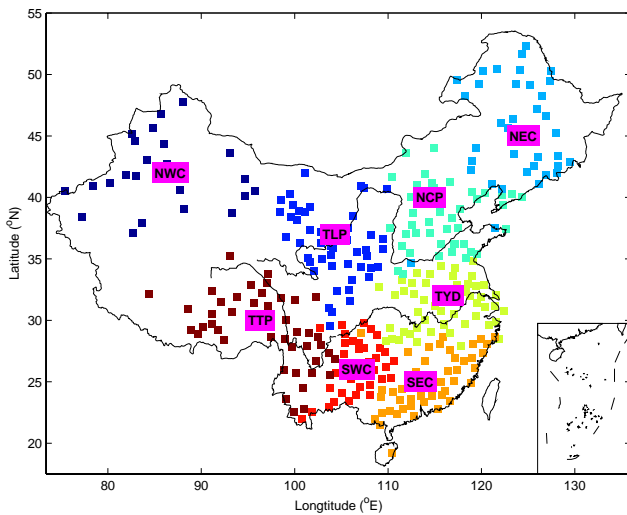 55
50
45
40
35
30
25
20
Latitude (°N)
NEC
NWC
NCP
TLP
TYD
TTP
SWC
SEC
80 90 100 110 120 130
Longtitude (°E)